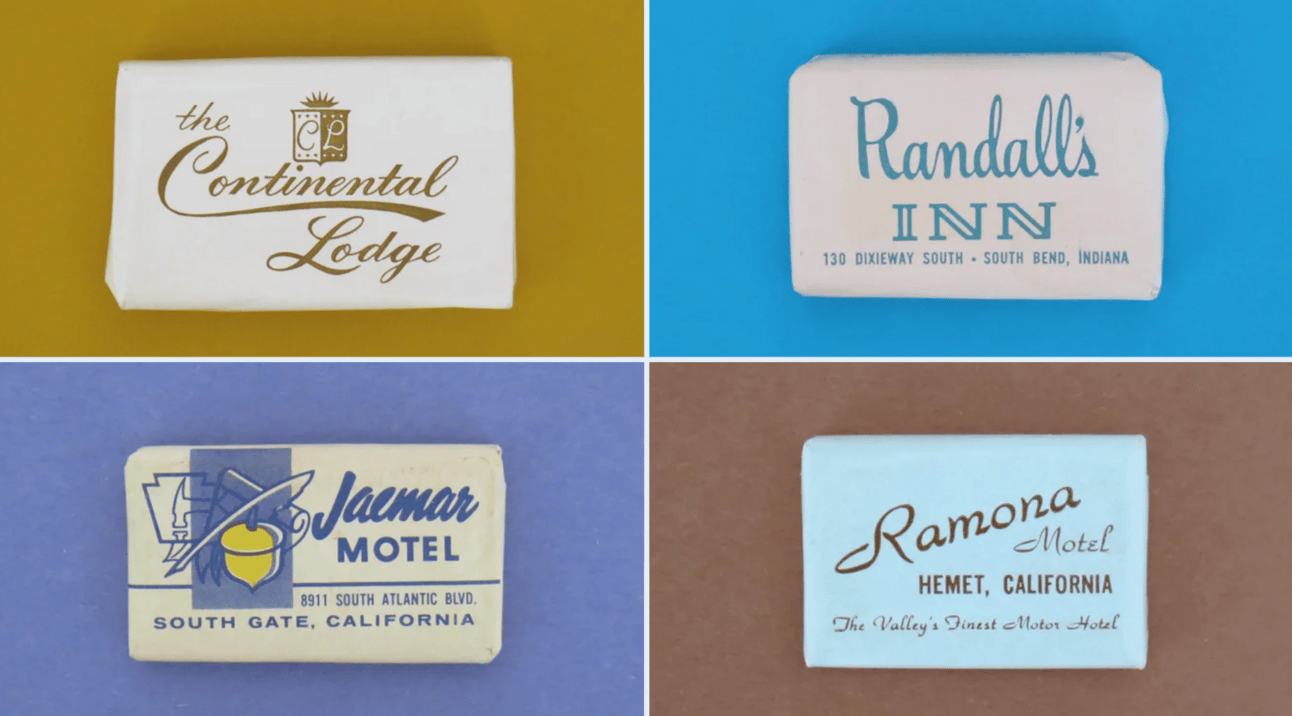 the
CL
Continental
Lodge
Randall's
INN
130 DIXIEWAY SOUTH • SOUTH BEND, INDIANA
Jaemar
MOTEL
8911 SOUTH ATLANTIC BLVD.
SOUTH GATE, CALIFORNIA
Ramona
Motel
HEMET, CALIFORNIA
The Valley's Finest Motor Hotel